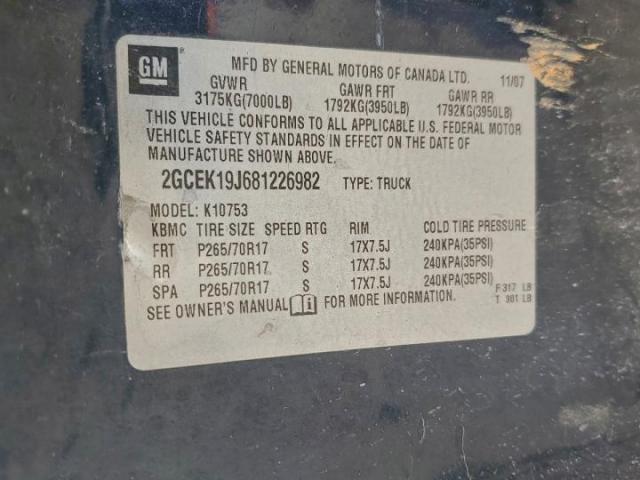 GM
MFD BY GENERAL MOTORS OF CANADA LTD. 11/07
GVWR GAWR FRT GAWR RR
3175KG(7000LB) 1792KG(3950LB) 1792KG(3950LB)
THIS VEHICLE CONFORMS TO ALL APPLICABLE U.S. FEDERAL MOTOR
VEHICLE SAFETY STANDARDS IN EFFECT ON THE DATE OF
MANUFACTURE SHOWN ABOVE.
2GCEK19J681226982 TYPE: TRUCK
MODEL: K10753
KBMC TIRE SIZE SPEED RTG RIM COLD TIRE PRESSURE
FRT P265/70R17 S 17X7.5J 240KPA(35PSI)
RR P265/70R17 S 17X7.5J 240KPA(35PSI)
SPA P265/70R17 S 17X7.5J 240KPA(35PSI)
F 317 LB
SEE OWNER'S MANUAL FOR MORE INFORMATION. T 901 LB